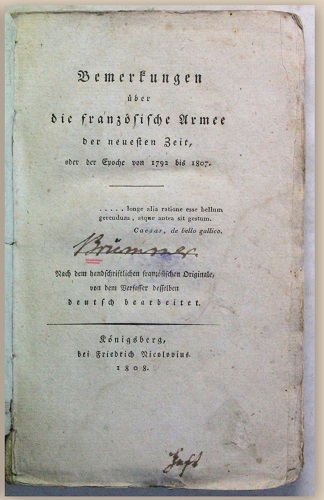 Bemerkungen
über
die französische Armee
der neuesten Zeit,
oder der Epoche von 1792 bis 1807.
..... longe alia ratione esse bellum
gerendum, atque antea sit gestum.
Caesar, de bello gallico.
Brummer
Nach dem handschriftlichen französischen Originale,
von dem Verfasser desselben
deutsch bearbeitet.
Königsberg,
bei Friedrich Nicolovius
1808.